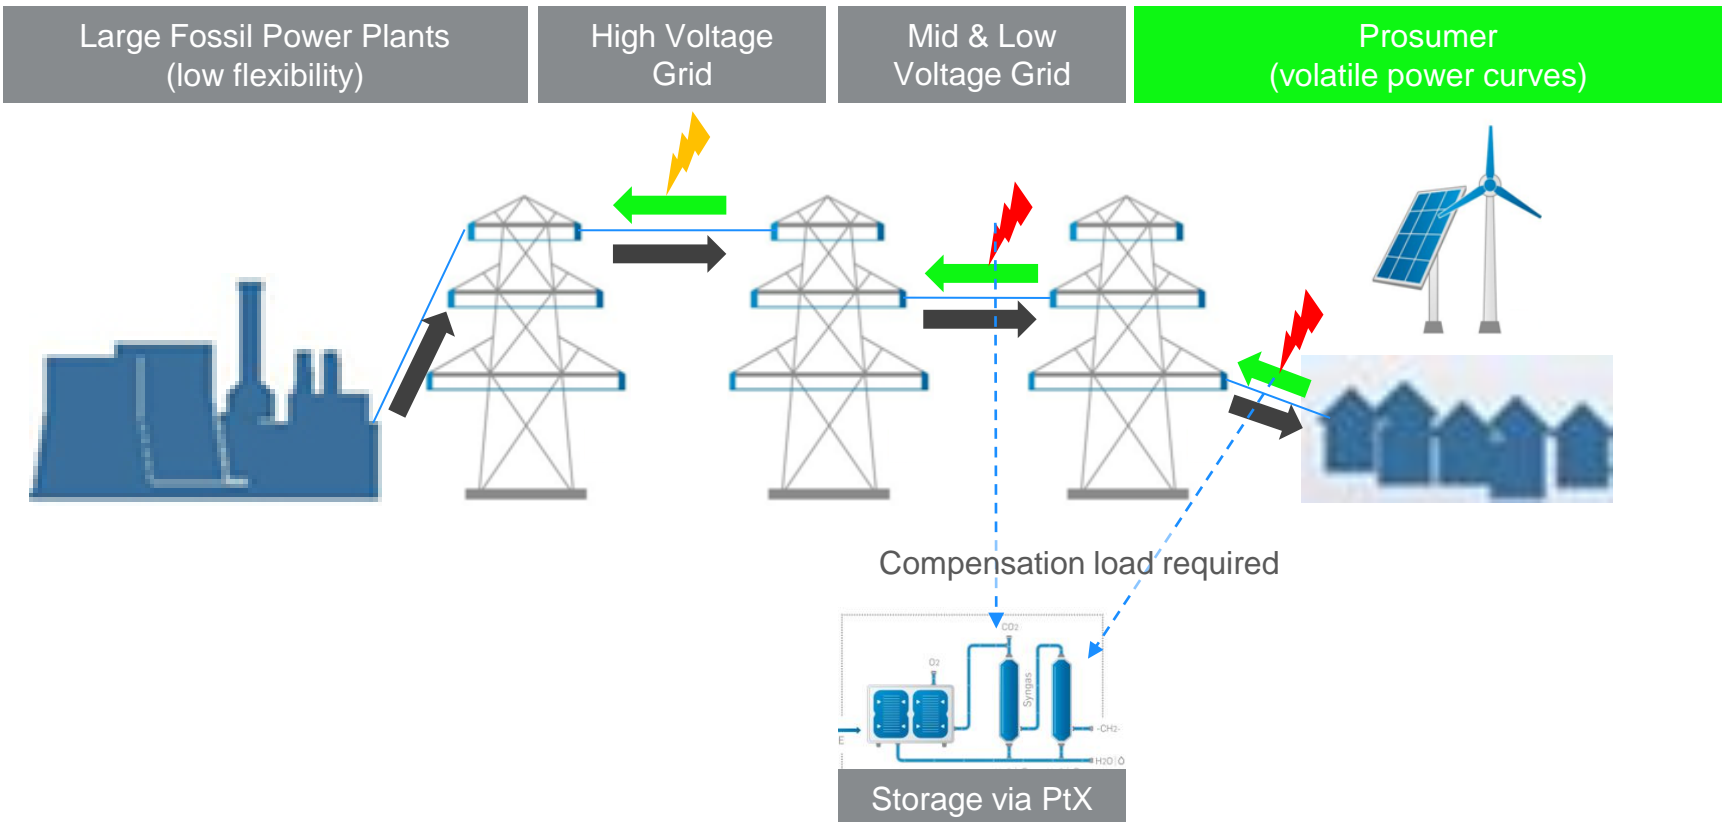 Large Fossil Power Plants
(low flexibility)
High Voltage
Grid
Mid & Low
Voltage Grid
Prosumer
(volatile power curves)
Compensation load required
CO2
O2
Syngas
-CH2-
E
H2O
Storage via PtX